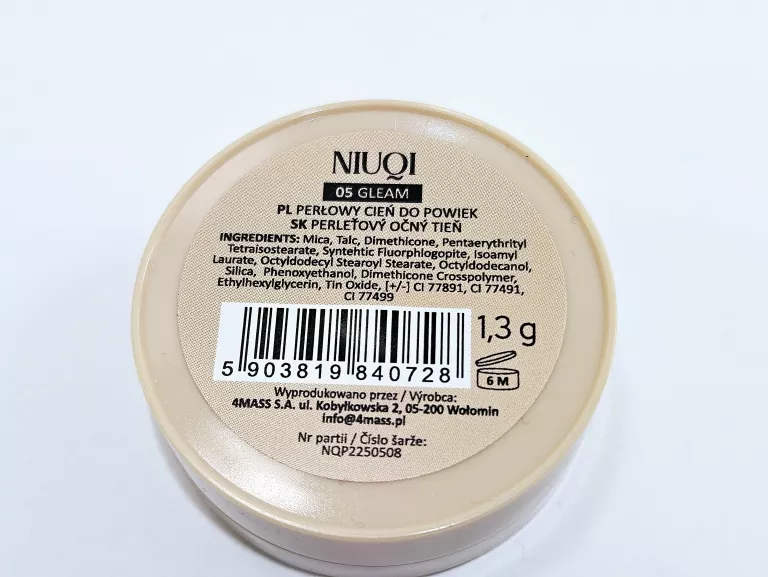 NIUQI
05 GLEAM
PL PERŁOWY CIEŃ DO POWIEK
SK PERLEŤOVÝ OČNÝ TIEŇ
INGREDIENTS: Mica, Talc, Dimethicone, Pentaerythrityl
Tetraisostearate, Syntehtic Fluorphlogopite, Isoamyl
Laurate, Octyldodecyl Stearoyl Stearate, Octyldodecanol,
Silica, Phenoxyethanol, Dimethicone Crosspolymer,
Ethylhexylglycerin, Tin Oxide, [+/-] CI 77891, CI 77491,
CI 77499
1,3 g
5 903819 840728
6 M
Wyprodukowano przez / Výrobca:
4MASS S.A. ul. Kobyłkowska 2, 05-200 Wołomin
info@4mass.pl
Nr partii / Číslo šarže:
NQP2250508